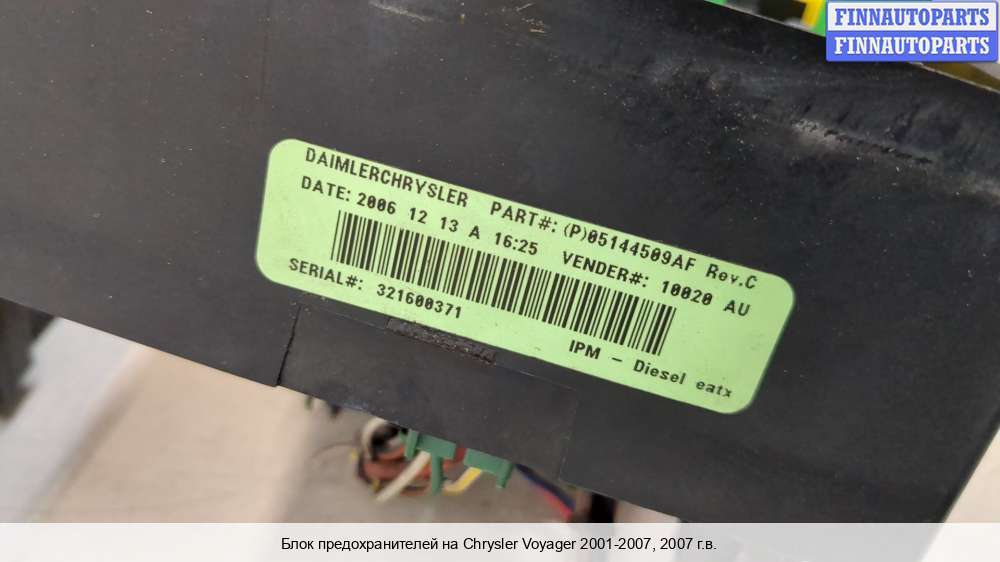 FINNAUTOPARTS
FINNAUTOPARTS
DAIMLERCHRYSLER PART#: (P)05144509AF Rev.C
DATE: 2006 12 13 A 16:25 VENDER#: 10020 AU
SERIAL#: 321600371
IPM - Diesel eatx
Блок предохранителей на Chrysler Voyager 2001-2007, 2007 г.в.